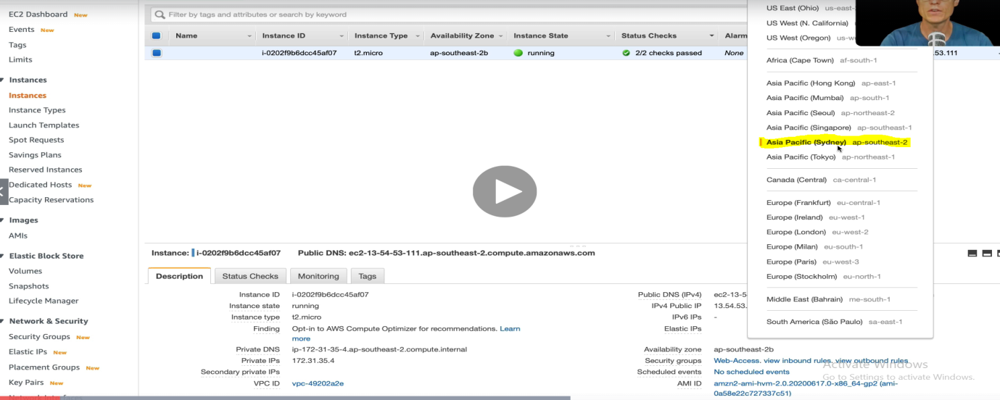 EC2 Dashboard New
Events New
Tags
Limits
Instances
Instances
Instance Types
Launch Templates
Spot Requests
Savings Plans
Reserved Instances
Dedicated Hosts New
Capacity Reservations
Images
AMIs
Elastic Block Store
Volumes
Snapshots
Lifecycle Manager
Network & Security
Security Groups New
Elastic IPs New
Placement Groups New
Key Pairs New
Filter by tags and attributes or search by keyword
Name Instance ID Instance Type Availability Zone Instance State Status Checks Alarm
i-0202f9b6dcc45af07 t2.micro ap-southeast-2b running 2/2 checks passed None .53.111
US East (Ohio) us-east-
US West (N. California)
US West (Oregon) us-w
Africa (Cape Town) af-south-1
Asia Pacific (Hong Kong) ap-east-1
Asia Pacific (Mumbai) ap-south-1
Asia Pacific (Seoul) ap-northeast-2
Asia Pacific (Singapore) ap-southeast-1
Asia Pacific (Sydney) ap-southeast-2
Asia Pacific (Tokyo) ap-northeast-1
Canada (Central) ca-central-1
Europe (Frankfurt) eu-central-1
Europe (Ireland) eu-west-1
Europe (London) eu-west-2
Europe (Milan) eu-south-1
Europe (Paris) eu-west-3
Europe (Stockholm) eu-north-1
Middle East (Bahrain) me-south-1
South America (São Paulo) sa-east-1
Instance: i-0202f9b6dcc45af07 Public DNS: ec2-13-54-53-111.ap-southeast-2.compute.amazonaws.com
Description Status Checks Monitoring Tags
Instance ID i-0202f9b6dcc45af07
Instance state running
Instance type t2.micro
Finding Opt-in to AWS Compute Optimizer for recommendations. Learn
more
Private DNS ip-172-31-35-4.ap-southeast-2.compute.internal
Private IPs 172.31.35.4
Secondary private IPs
VPC ID vpc-49202a2e
Public DNS (IPv4) ec2-13-5
IPv4 Public IP 13.54.53.
IPv6 IPs -
Elastic IPs
Availability zone ap-southeast-2b
Security groups Web-Access. view inbound rules. view outbound rules
Scheduled events No scheduled events
AMI ID amzn2-ami-hvm-2.0.20200617.0-x86_64-gp2 (ami-
0a58e22c727337c51)
Activate Windows
Go to Settings to activate Windows.